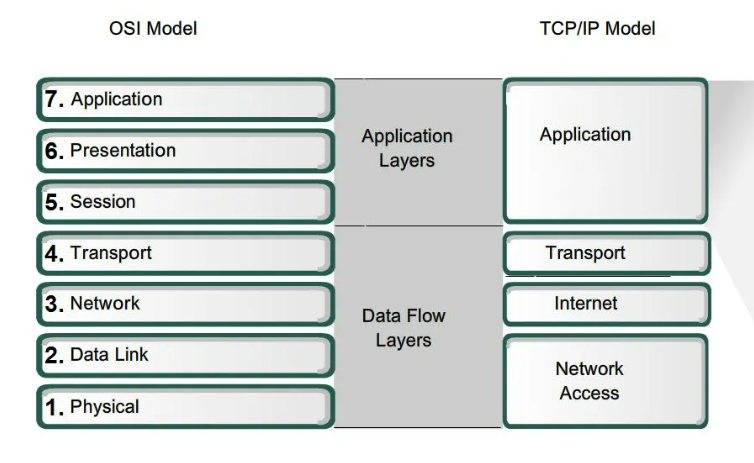 OSI Model
TCP/IP Model
7. Application
6. Presentation
5. Session
4. Transport
3. Network
2. Data Link
1. Physical
Application
Layers
Data Flow
Layers
Application
Transport
Internet
Network
Access